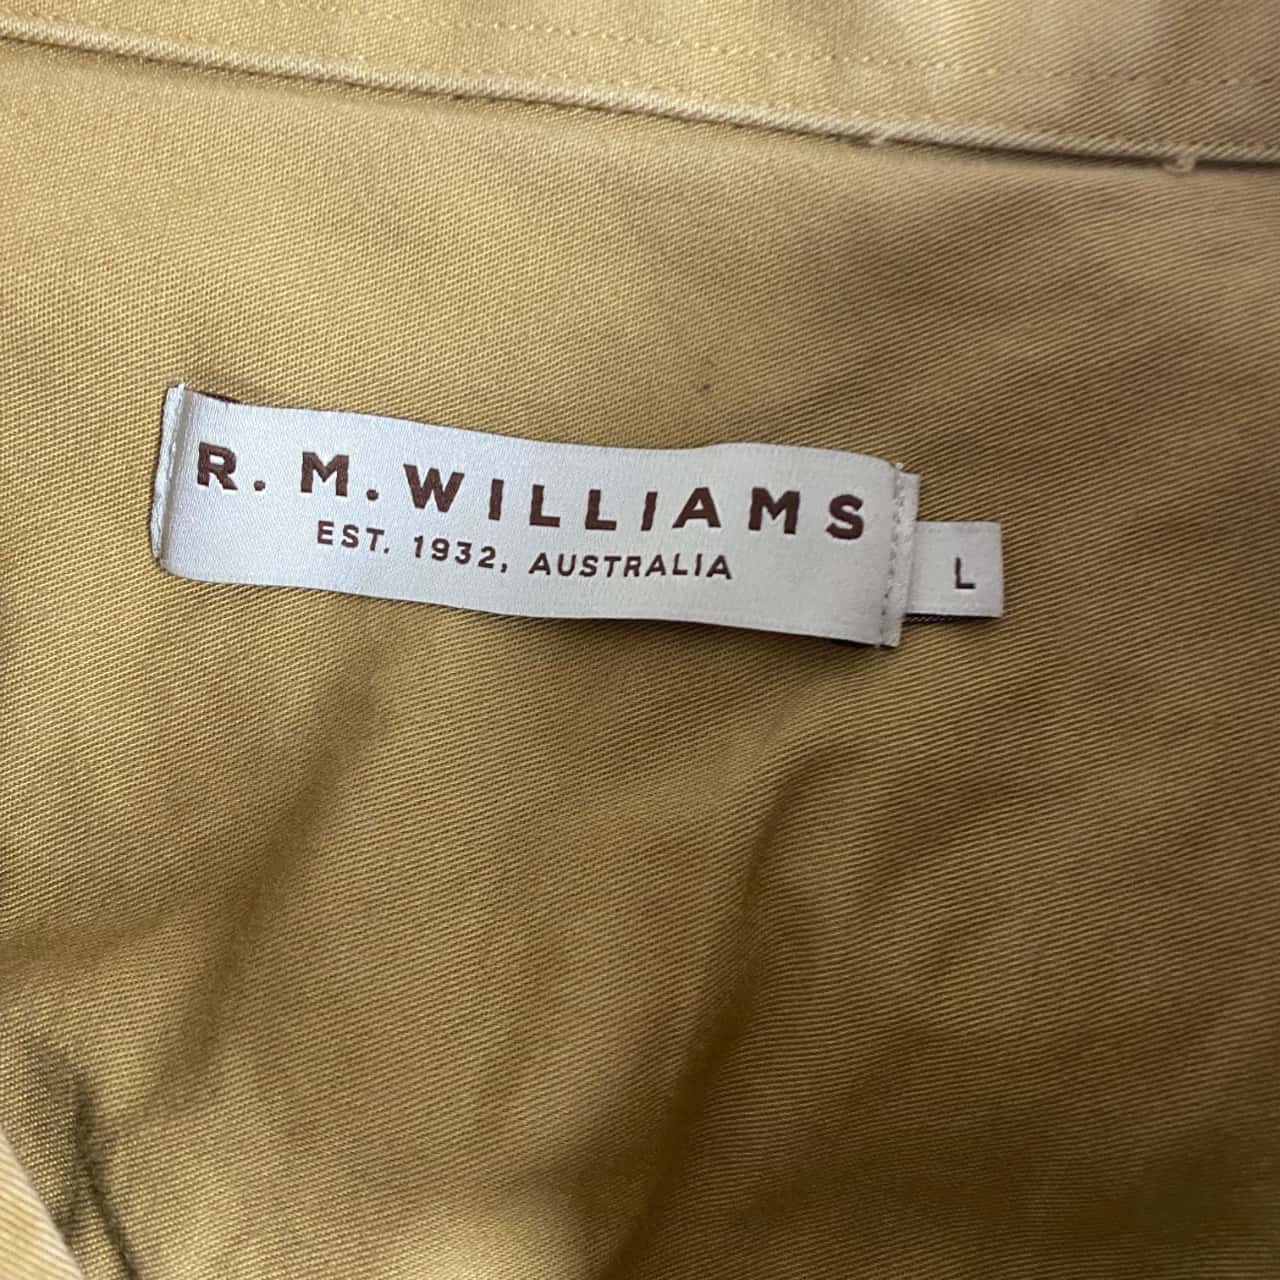 R. M. WILLIAMS
EST. 1932, AUSTRALIA
L